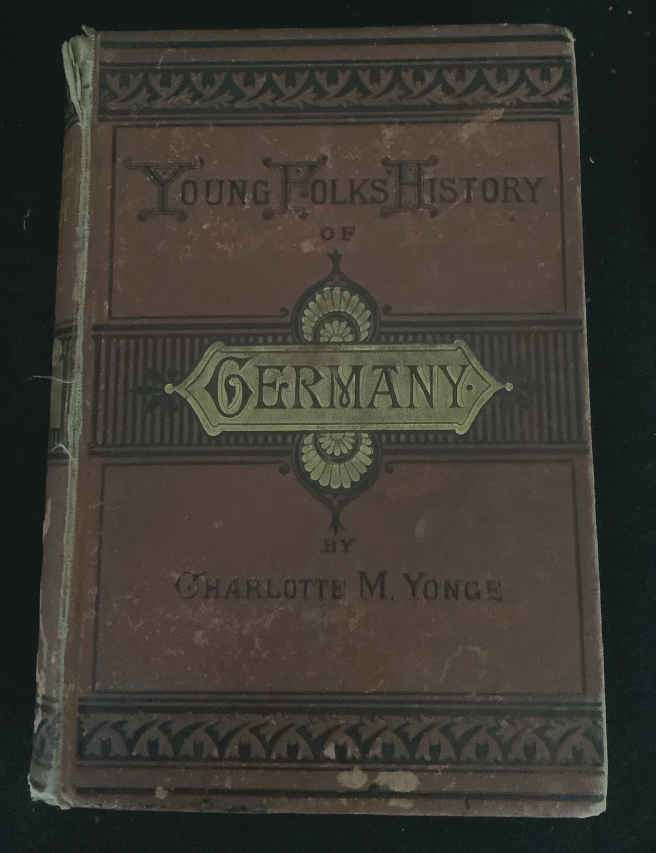 YOUNG FOLKS' HISTORY
OF
GERMANY.
BY
CHARLOTTE M. YONGE